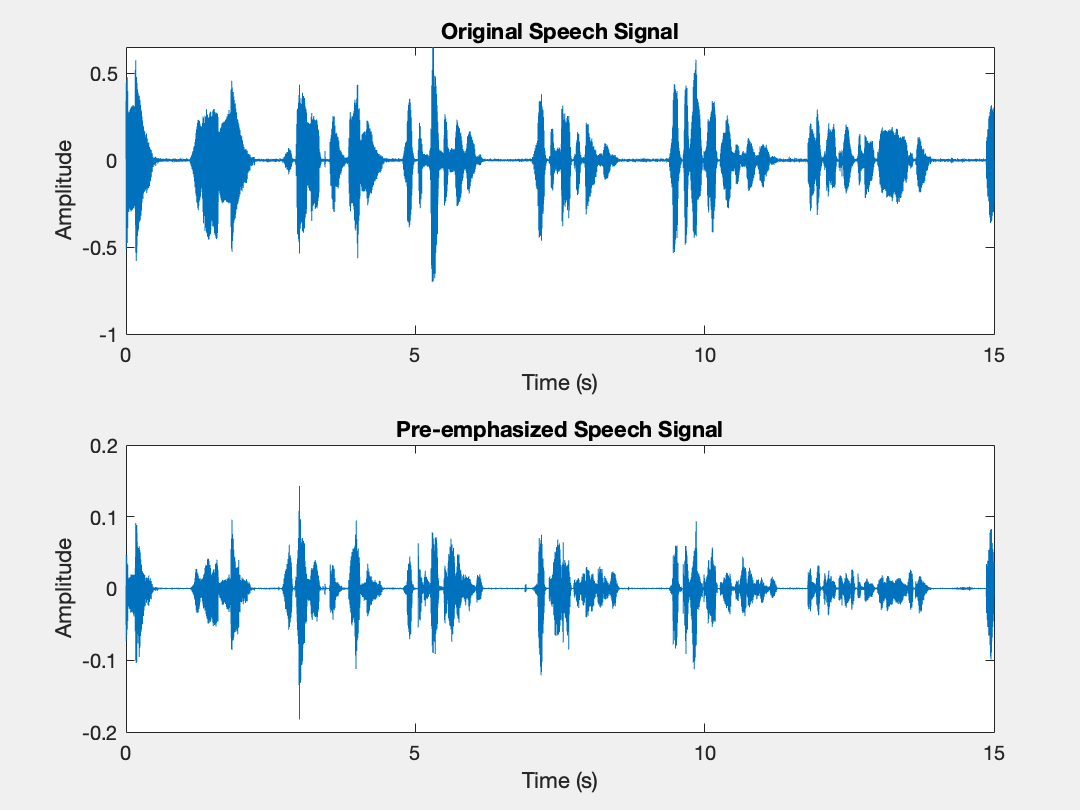 Original Speech Signal
0.5
0
-0.5
-1
Amplitude
0 5 10 15
Time (s)
Pre-emphasized Speech Signal
0.2
0.1
0
-0.1
-0.2
Amplitude
0 5 10 15
Time (s)